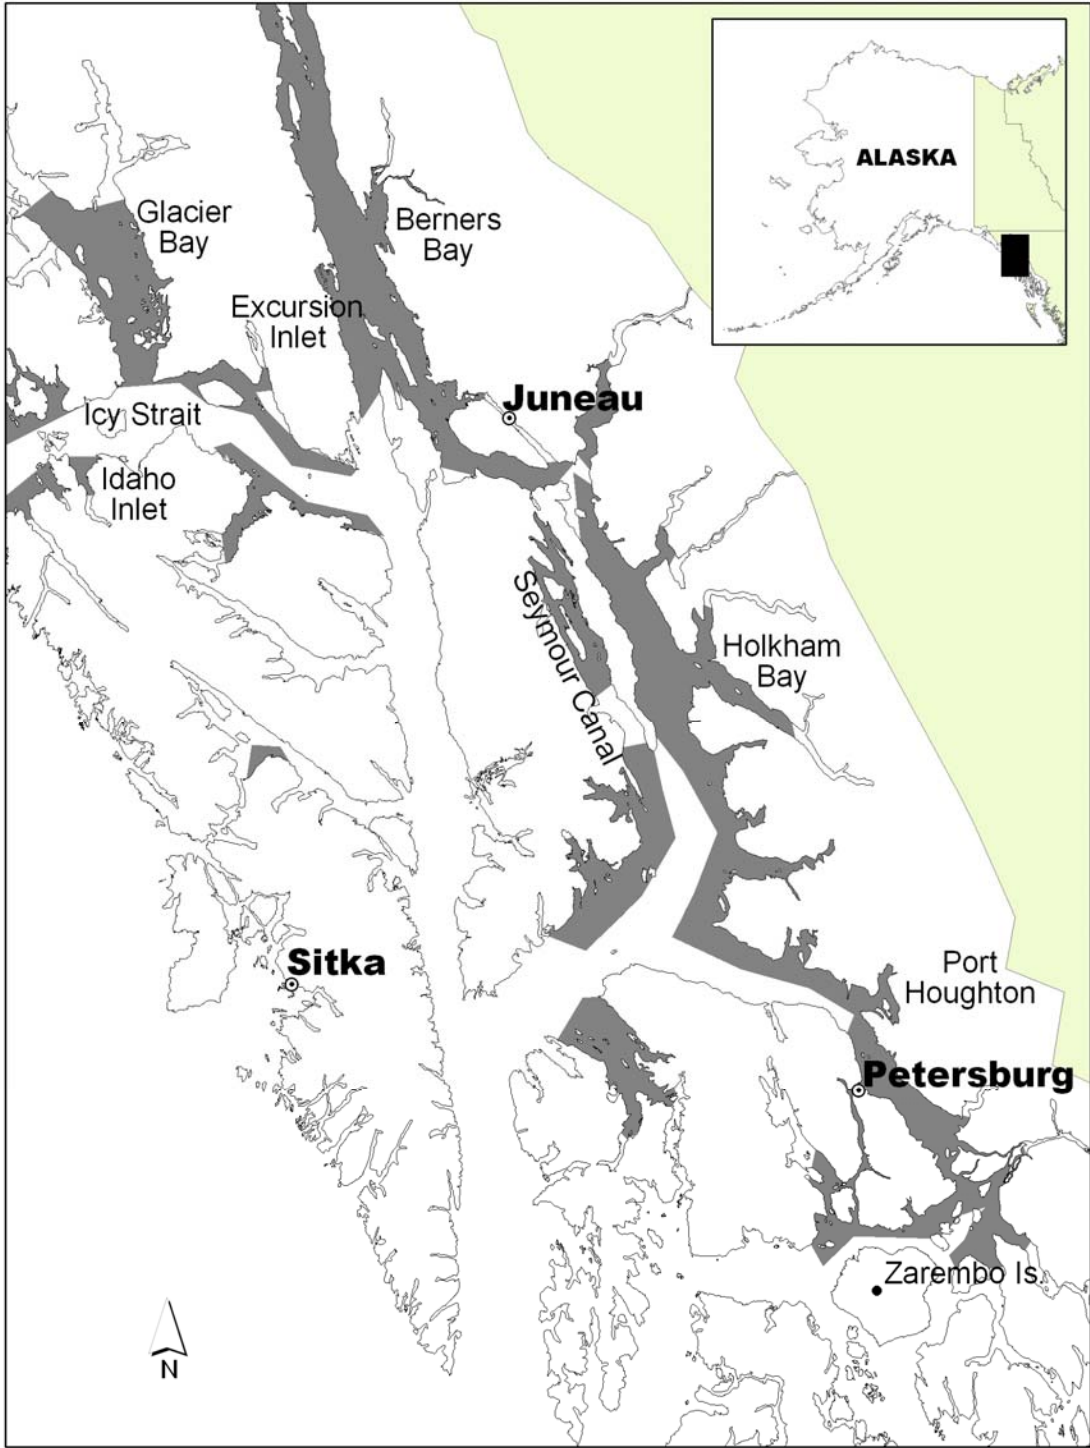 ALASKA
Glacier
Bay
Berners
Bay
Excursion
Inlet
Juneau
Icy Strait
Idaho
Inlet
Seymour Canal
Holkham
Bay
Sitka
Port
Houghton
Petersburg
Zarembo Is.
N